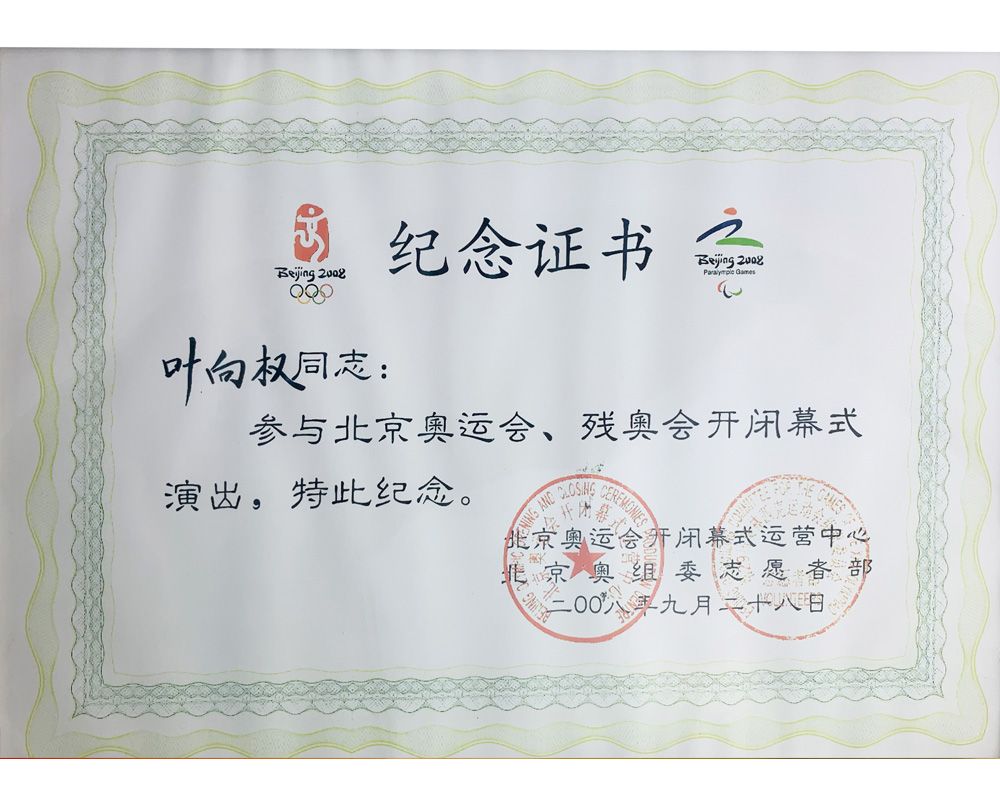 纪念证书
Beijing 2008
Beijing 2008
Paralympic Games
叶向权同志：
参与北京奥运会、残奥会开闭幕式
演出，特此纪念。
北京奥运会开闭幕式运营中心
北京奥组委志愿者部
二〇〇八年九月二十八日